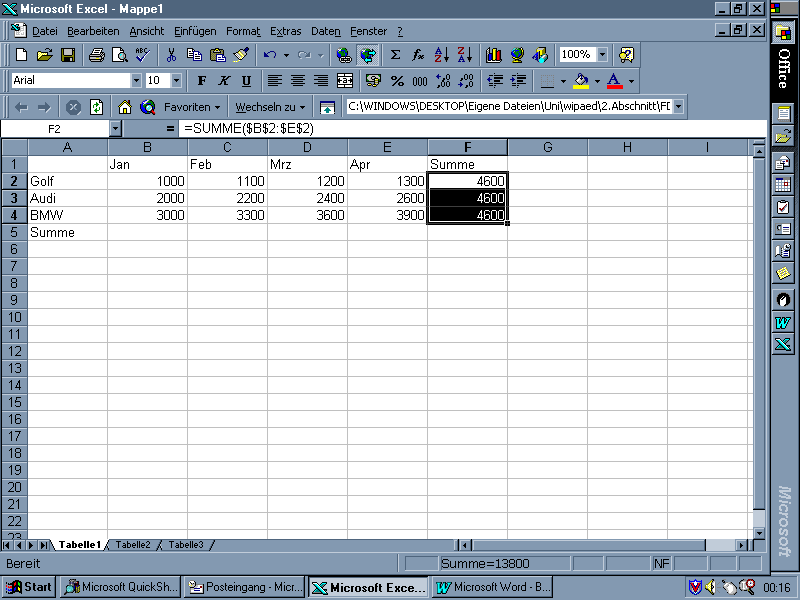 Microsoft Excel - Mappe1
Datei Bearbeiten Ansicht Einfügen Format Extras Daten Fenster ?
100%
Arial 10 F K U % 000
Favoriten Wechseln zu C:\WINDOWS\DESKTOP\Eigene Dateien\Uni\wipaed\2.Abschnitt\FD
F2 = =SUMME($B$2:$E$2)
A B C D E F G H I
1 Jan Feb Mrz Apr Summe
2 Golf 1000 1100 1200 1300 4600
3 Audi 2000 2200 2400 2600 4600
4 BMW 3000 3300 3600 3900 4600
5 Summe
6
7
8
9
10
11
12
13
14
15
16
17
18
19
20
21
22
23
Tabelle1 Tabelle2 Tabelle3
Bereit Summe=13800 NF
Start Microsoft QuickSh... Posteingang - Micr... Microsoft Exce... Microsoft Word - B... 00:16
Office
Microsoft